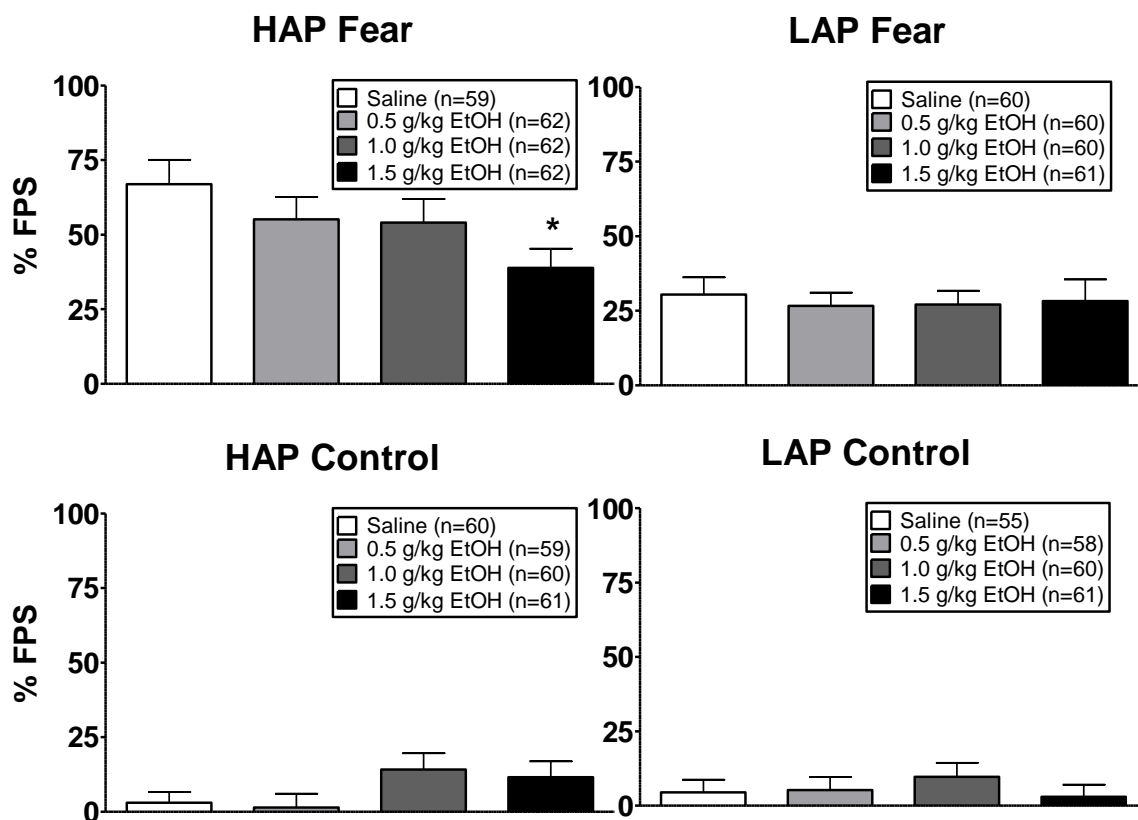 HAP Fear
% FPS
100
75
50
25
0
Saline (n=59)
0.5 g/kg EtOH (n=62)
1.0 g/kg EtOH (n=62)
1.5 g/kg EtOH (n=62)
*
LAP Fear
100
75
50
25
0
Saline (n=60)
0.5 g/kg EtOH (n=60)
1.0 g/kg EtOH (n=60)
1.5 g/kg EtOH (n=61)
HAP Control
% FPS
100
75
50
25
0
Saline (n=60)
0.5 g/kg EtOH (n=59)
1.0 g/kg EtOH (n=60)
1.5 g/kg EtOH (n=61)
LAP Control
100
75
50
25
0
Saline (n=55)
0.5 g/kg EtOH (n=58)
1.0 g/kg EtOH (n=60)
1.5 g/kg EtOH (n=61)